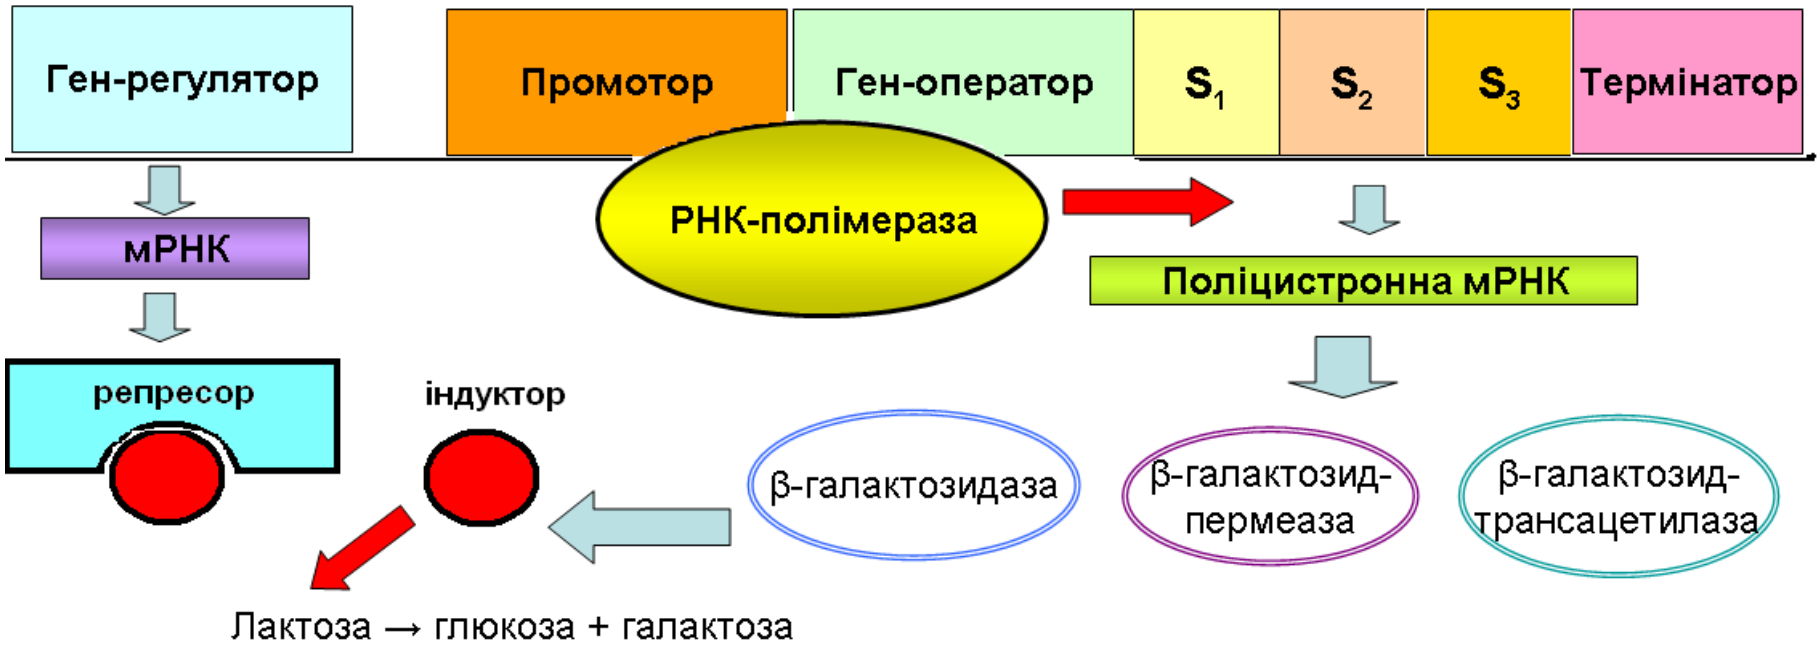 Ген-регулятор
Промотор
Ген-оператор
S1
S2
S3
Термінатор
РНК-полімераза
мРНК
Поліцистронна мРНК
репресор
індуктор
β-галактозидаза
β-галактозид-
пермеаза
β-галактозид-
трансацетилаза
Лактоза → глюкоза + галактоза